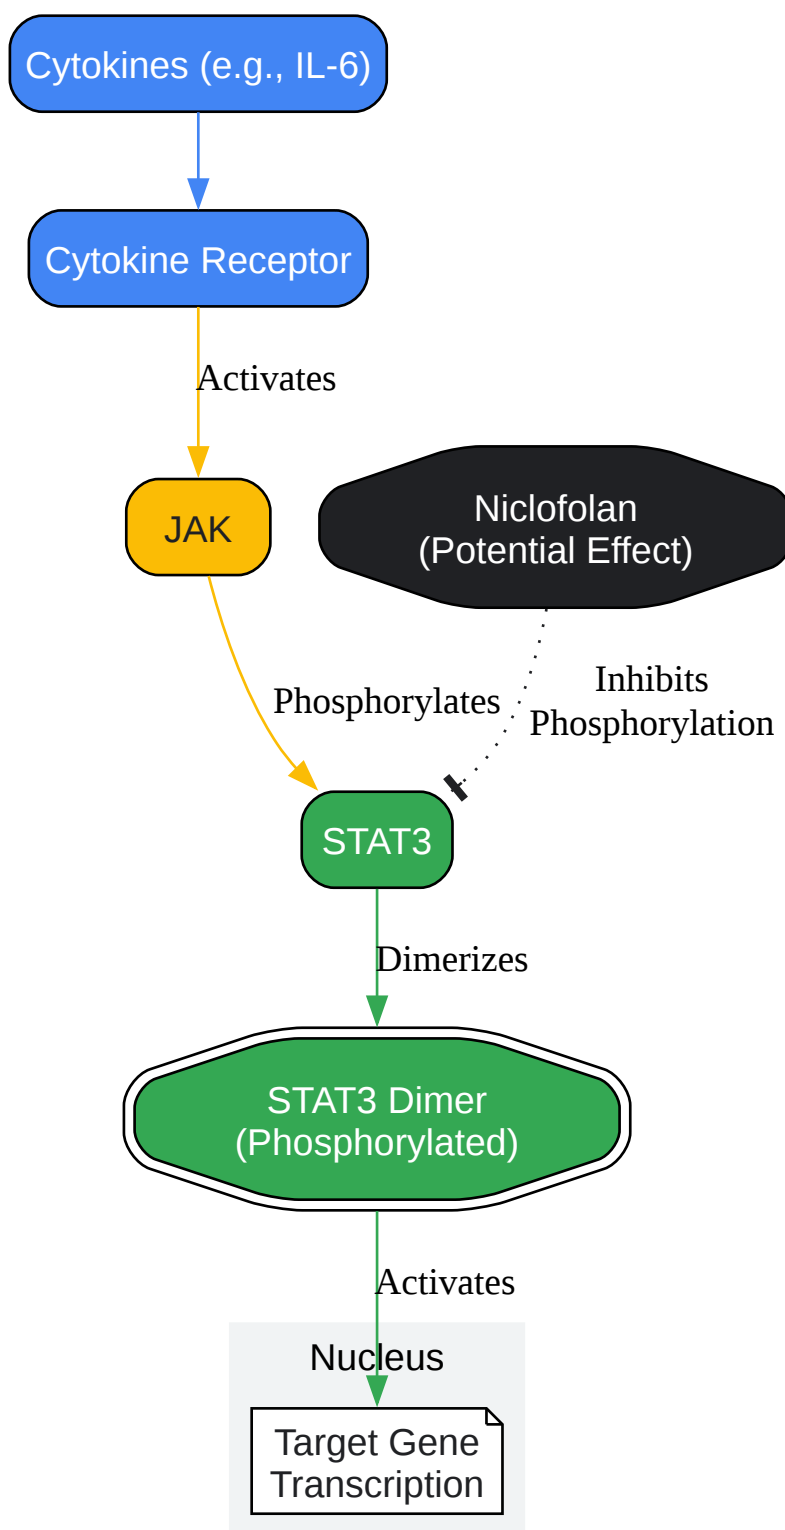 Cytokines (e.g., IL-6)
Cytokine Receptor
Activates
JAK
Niclofolan
(Potential Effect)
Phosphorylates
Inhibits
Phosphorylation
STAT3
Dimerizes
STAT3 Dimer
(Phosphorylated)
Activates
Nucleus
Target Gene
Transcription